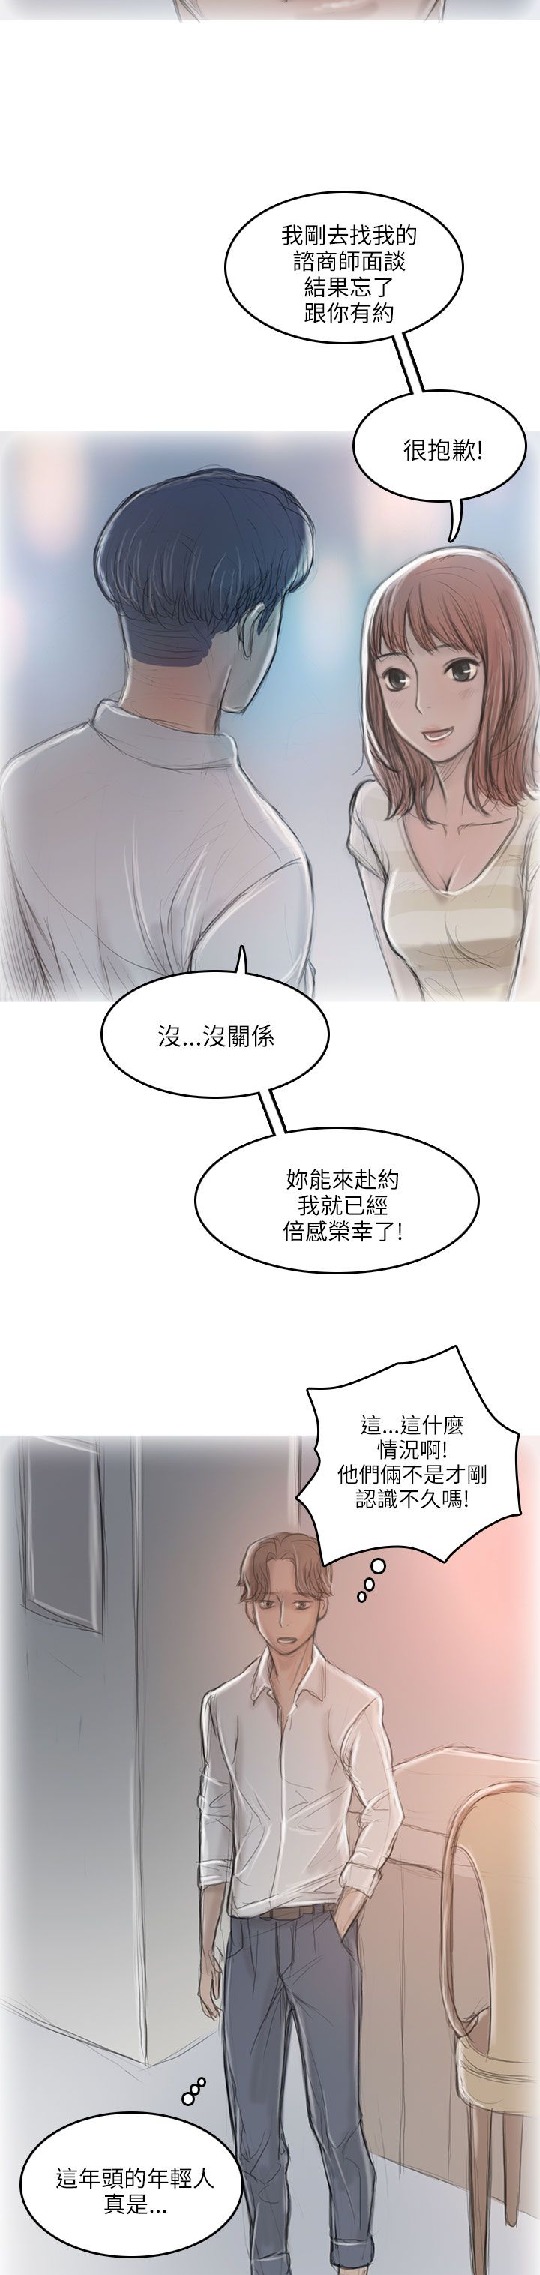 我剛去找我的
諮商師面談
結果忘了
跟你有約
很抱歉!
沒...沒關係
妳能來赴約
我就已經
倍感榮幸了!
這...這什麼
情況啊!
他們倆不是才剛
認識不久嗎!
這年頭的年輕人
真是...